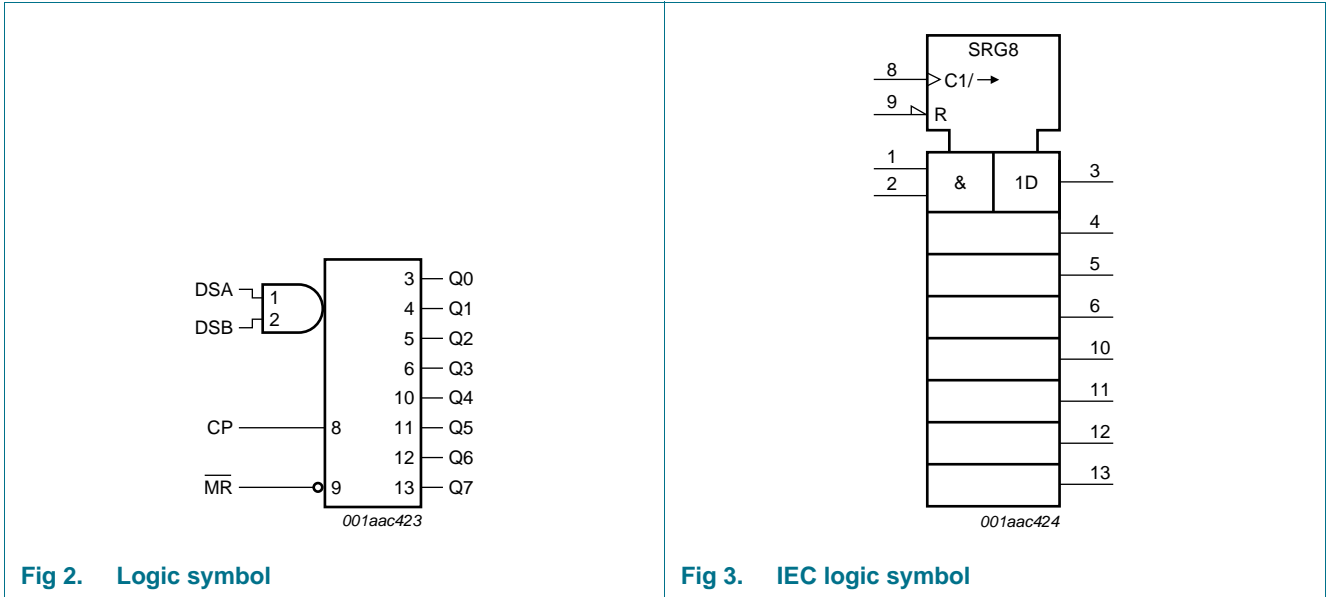 DSA
DSB
1
2
CP
8
MR
9
3 Q0
4 Q1
5 Q2
6 Q3
10 Q4
11 Q5
12 Q6
13 Q7
001aac423
Fig 2. Logic symbol
SRG8
8
C1/→
9
R
1
2
&
1D
3
4
5
6
10
11
12
13
001aac424
Fig 3. IEC logic symbol